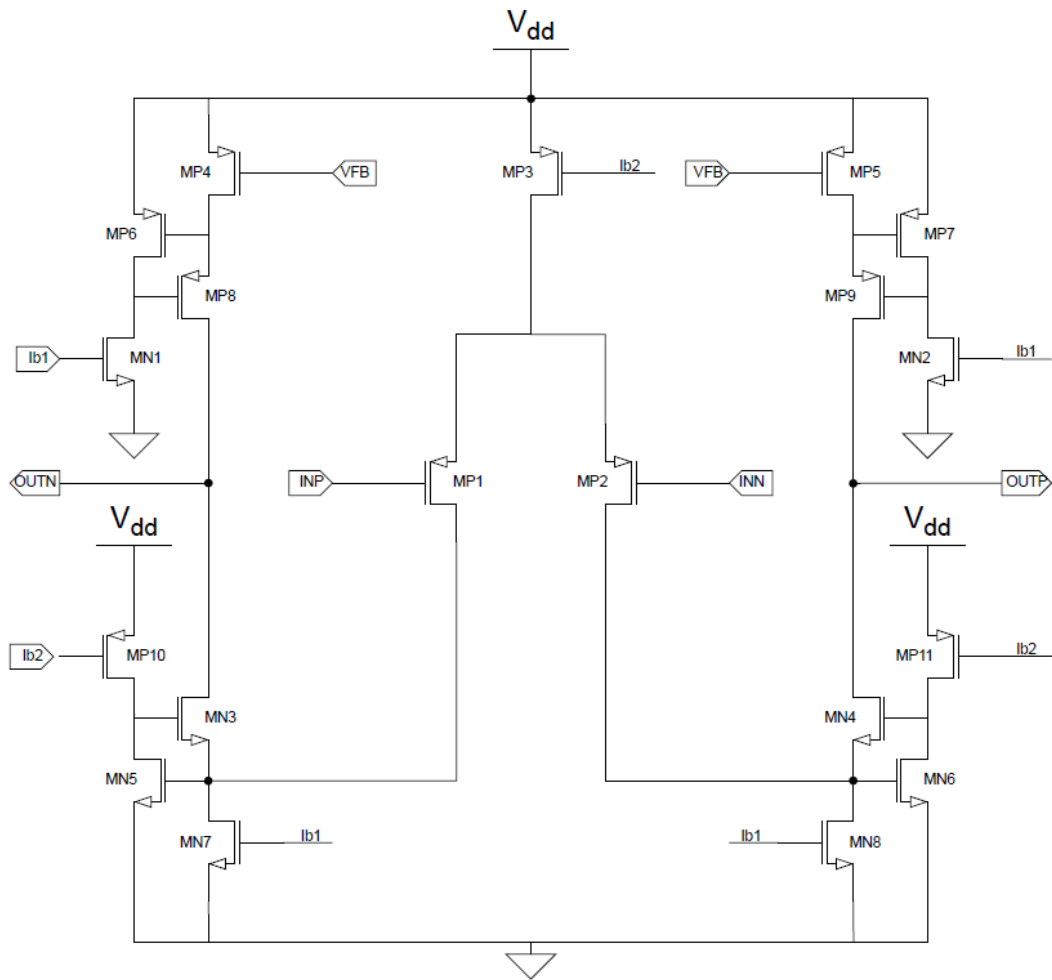 Vdd
MP4
VFB
MP3
Ib2
VFB
MP5
MP6
MP7
MP8
MP9
Ib1
MN1
MN2
Ib1
OUTN
INP
MP1
MP2
INN
OUTP
Vdd
Vdd
Ib2
MP10
MP11
Ib2
MN3
MN4
MN5
MN6
MN7
Ib1
Ib1
MN8